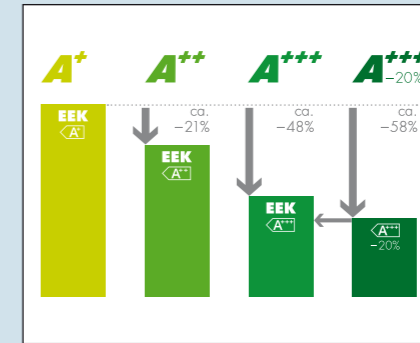 A+ A++ A+++ A+++ –20%
ca. –21%
ca. –48%
ca. –58%
EEK
A+
EEK
A++
EEK
A+++
A+++
–20%